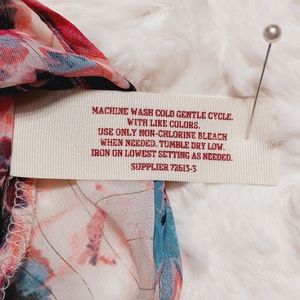 MACHINE WASH COLD GENTLE CYCLE.
WITH LIKE COLORS.
USE ONLY NON-CHLORINE BLEACH
WHEN NEEDED. TUMBLE DRY LOW.
IRON ON LOWEST SETTING AS NEEDED.
SUPPLIER 72613-3